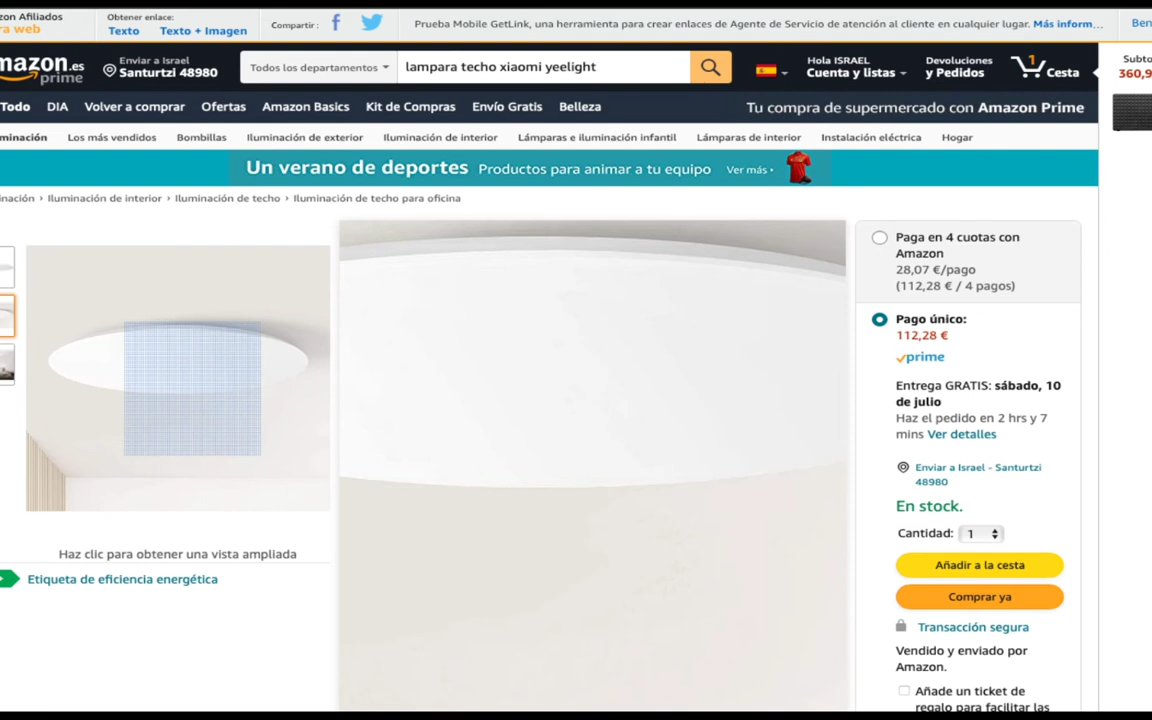 zon Afiliados
ra web
Obtener enlace:
Texto Texto + Imagen
Compartir :
Prueba Mobile GetLink, una herramienta para crear enlaces de Agente de Servicio de atención al cliente en cualquier lugar. Más inform...
Ben
mazon.es
prime
Enviar a Israel
Santurtzi 48980
Todos los departamentos
lampara techo xiaomi yeelight
Hola ISRAEL
Cuenta y listas
Devoluciones
y Pedidos
1
Cesta
Subto
360,9
Todo DIA Volver a comprar Ofertas Amazon Basics Kit de Compras Envío Gratis Belleza
Tu compra de supermercado con Amazon Prime
minación Los más vendidos Bombillas Iluminación de exterior Iluminación de interior Lámparas e iluminación infantil Lámparas de interior Instalación eléctrica Hogar
Un verano de deportes Productos para animar a tu equipo Ver más ›
inación › Iluminación de interior › Iluminación de techo › Iluminación de techo para oficina
Haz clic para obtener una vista ampliada
Etiqueta de eficiencia energética
Paga en 4 cuotas con
Amazon
28,07 €/pago
(112,28 € / 4 pagos)
Pago único:
112,28 €
prime
Entrega GRATIS: sábado, 10
de julio
Haz el pedido en 2 hrs y 7
mins Ver detalles
Enviar a Israel - Santurtzi
48980
En stock.
Cantidad: 1
Añadir a la cesta
Comprar ya
Transacción segura
Vendido y enviado por
Amazon.
Añade un ticket de
regalo para facilitar las